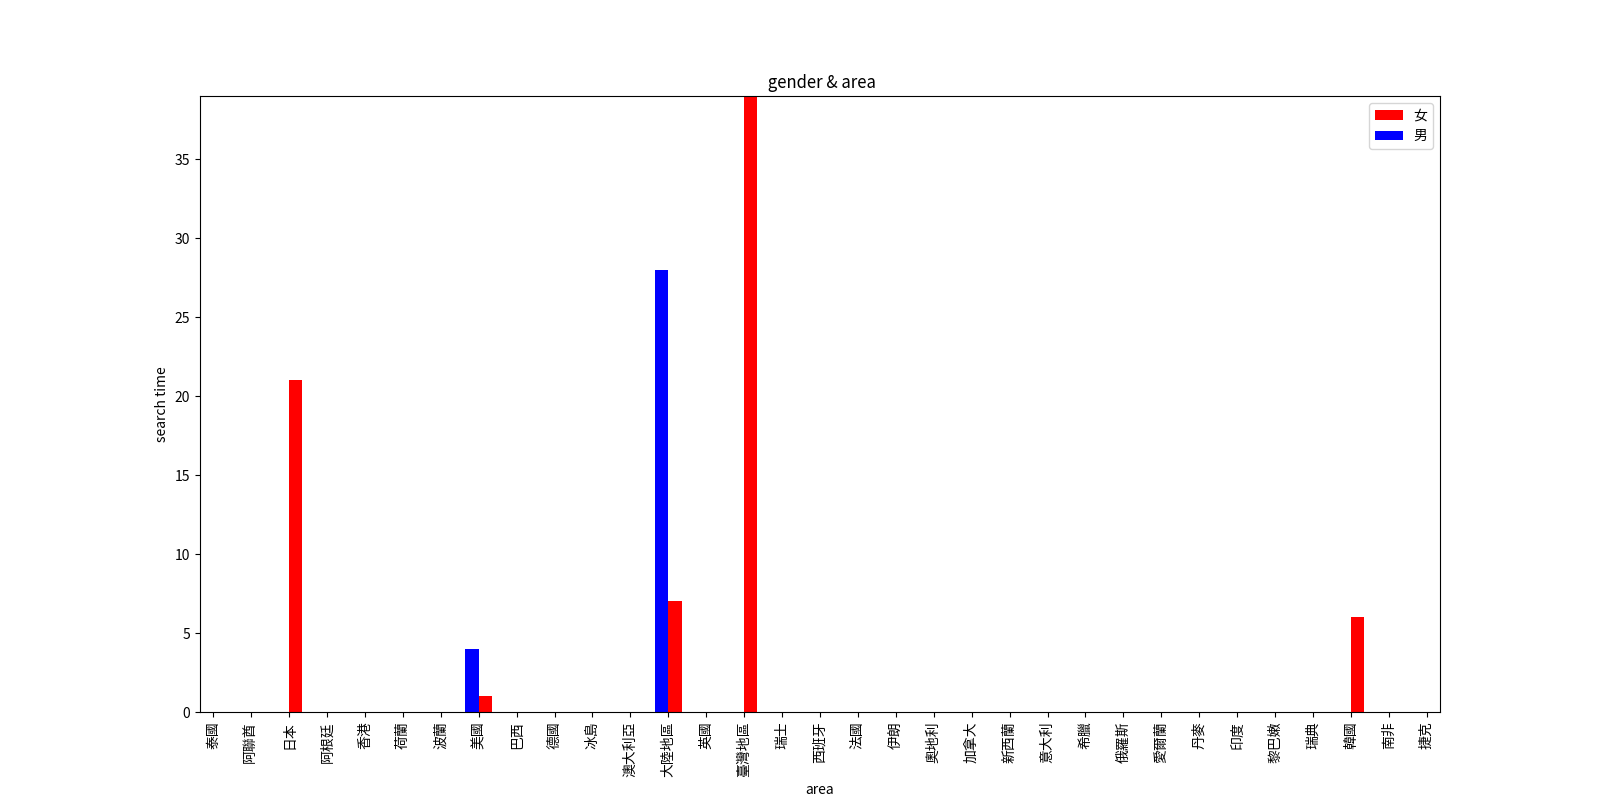 gender & area
女
男
search time
35
30
25
20
15
10
5
0
泰國
阿聯酋
日本
阿根廷
香港
荷蘭
波蘭
美國
巴西
德國
冰島
澳大利亞
大陸地區
英國
臺灣地區
瑞士
西班牙
法國
伊朗
奧地利
加拿大
新西蘭
意大利
希臘
俄羅斯
愛爾蘭
丹麥
印度
黎巴嫩
瑞典
韓國
南非
捷克
area